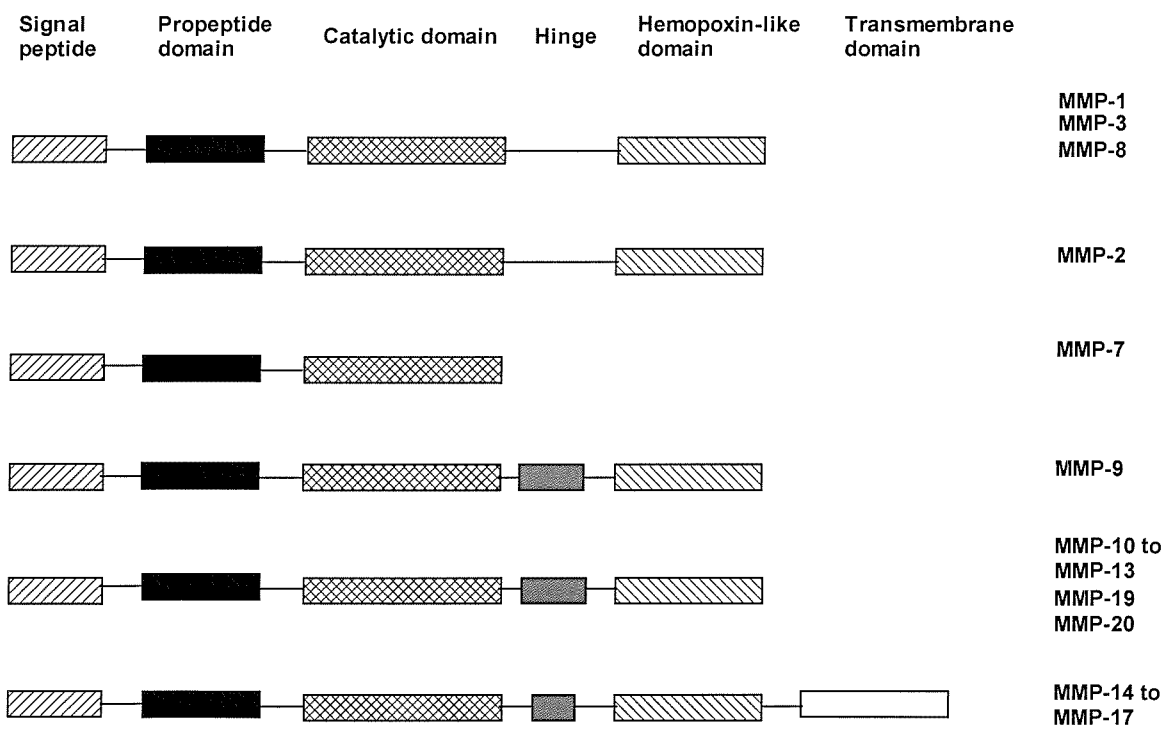 Signal
peptide
Propeptide
domain
Catalytic domain
Hinge
Hemopoxin-like
domain
Transmembrane
domain
MMP-1
MMP-3
MMP-8
MMP-2
MMP-7
MMP-9
MMP-10 to
MMP-13
MMP-19
MMP-20
MMP-14 to
MMP-17